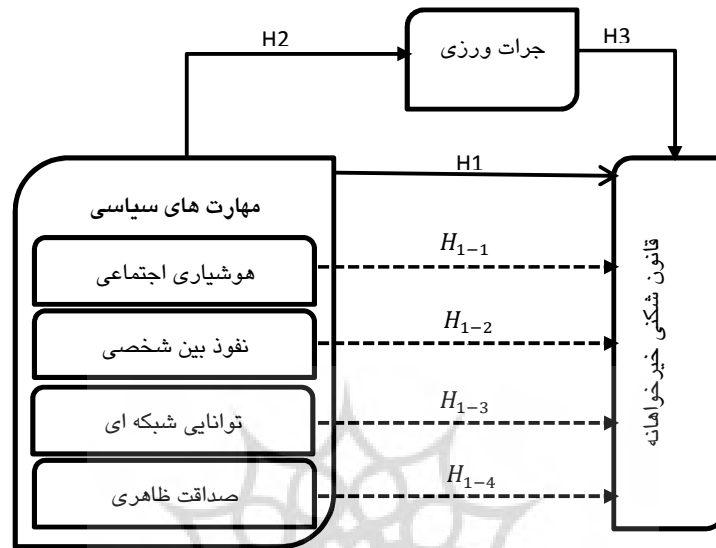 H2
جرات ورزی
H3
H1
مهارت های سیاسی
هوشیاری اجتماعی
H₁₋₁
نفوذ بین شخصی
H₁₋₂
توانایی شبکه ای
H₁₋₃
صداقت ظاهری
H₁₋₄
قانون شکنی خیرخواهانه